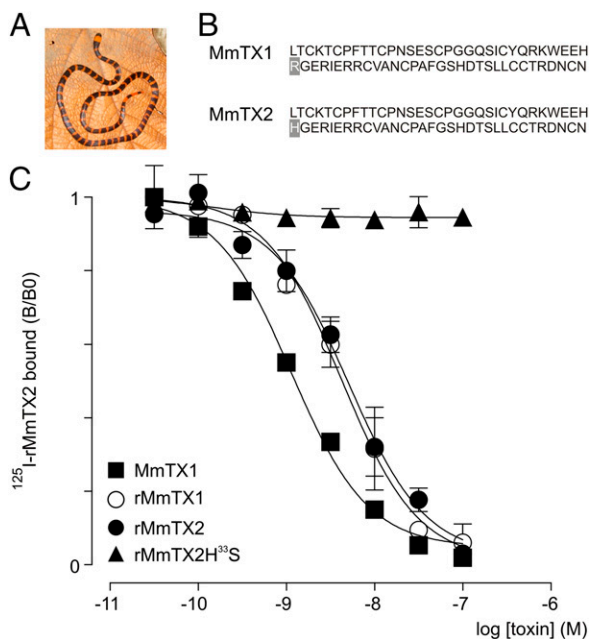 A
B
MmTX1
LTCKTCPFTTCPNSESCPGGQSICYQRKWEEH
RGERIERRCVANCPAFGSHDTSLLCCTRDNCN
MmTX2
LTCKTCPFTTCPNSESCPGGQSICYQRKWEEH
HGERIERRCVANCPAFGSHDTSLLCCTRDNCN
C
1
0
¹²⁵I-rMmTX2 bound (B/B0)
MmTX1
rMmTX1
rMmTX2
rMmTX2H³³S
-11 -10 -9 -8 -7 -6
log [toxin] (M)